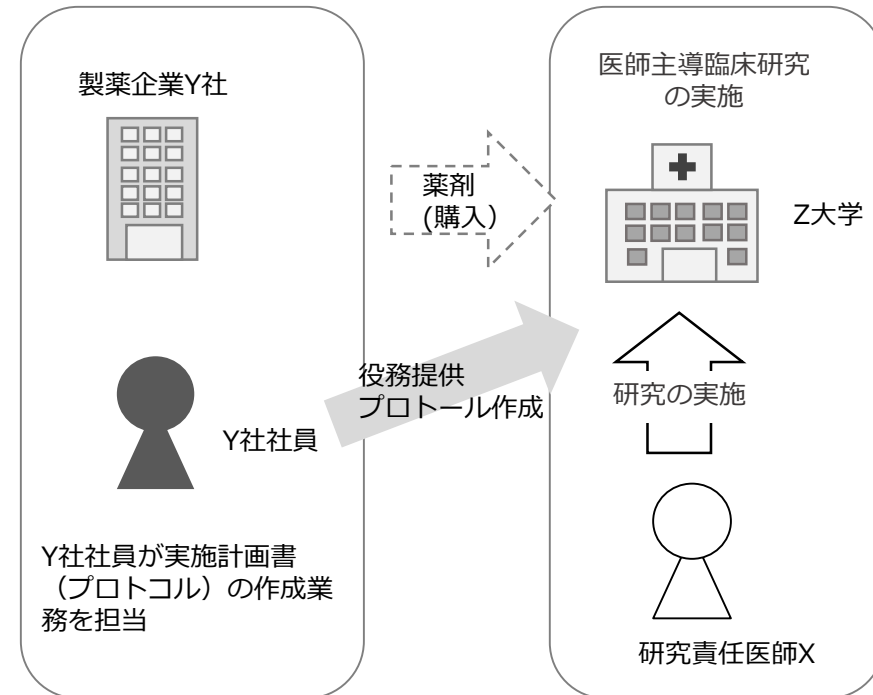 製薬企業Y社
Y社社員
Y社社員が実施計画書
（プロトコル）の作成業
務を担当
薬剤
(購入）
役務提供
プロトール作成
医師主導臨床研究
の実施
Z大学
研究の実施
研究責任医師X